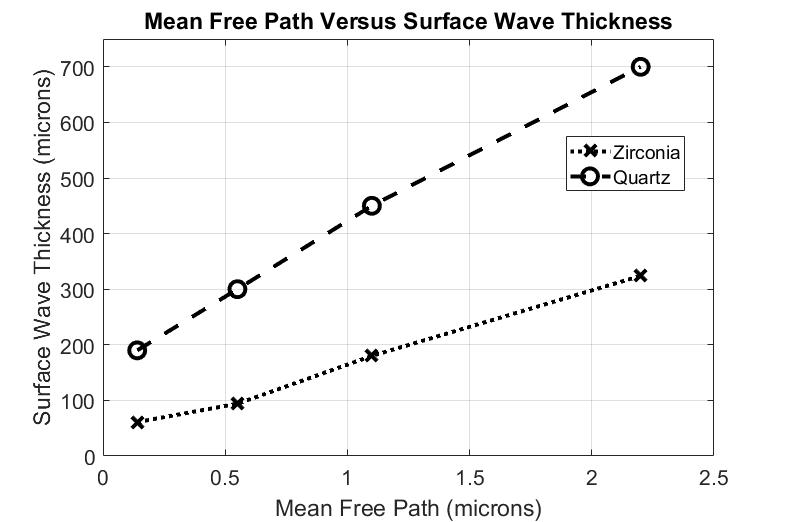 Mean Free Path Versus Surface Wave Thickness
Surface Wave Thickness (microns)
700
600
500
400
300
200
100
0
Zirconia
Quartz
0 0.5 1 1.5 2 2.5
Mean Free Path (microns)